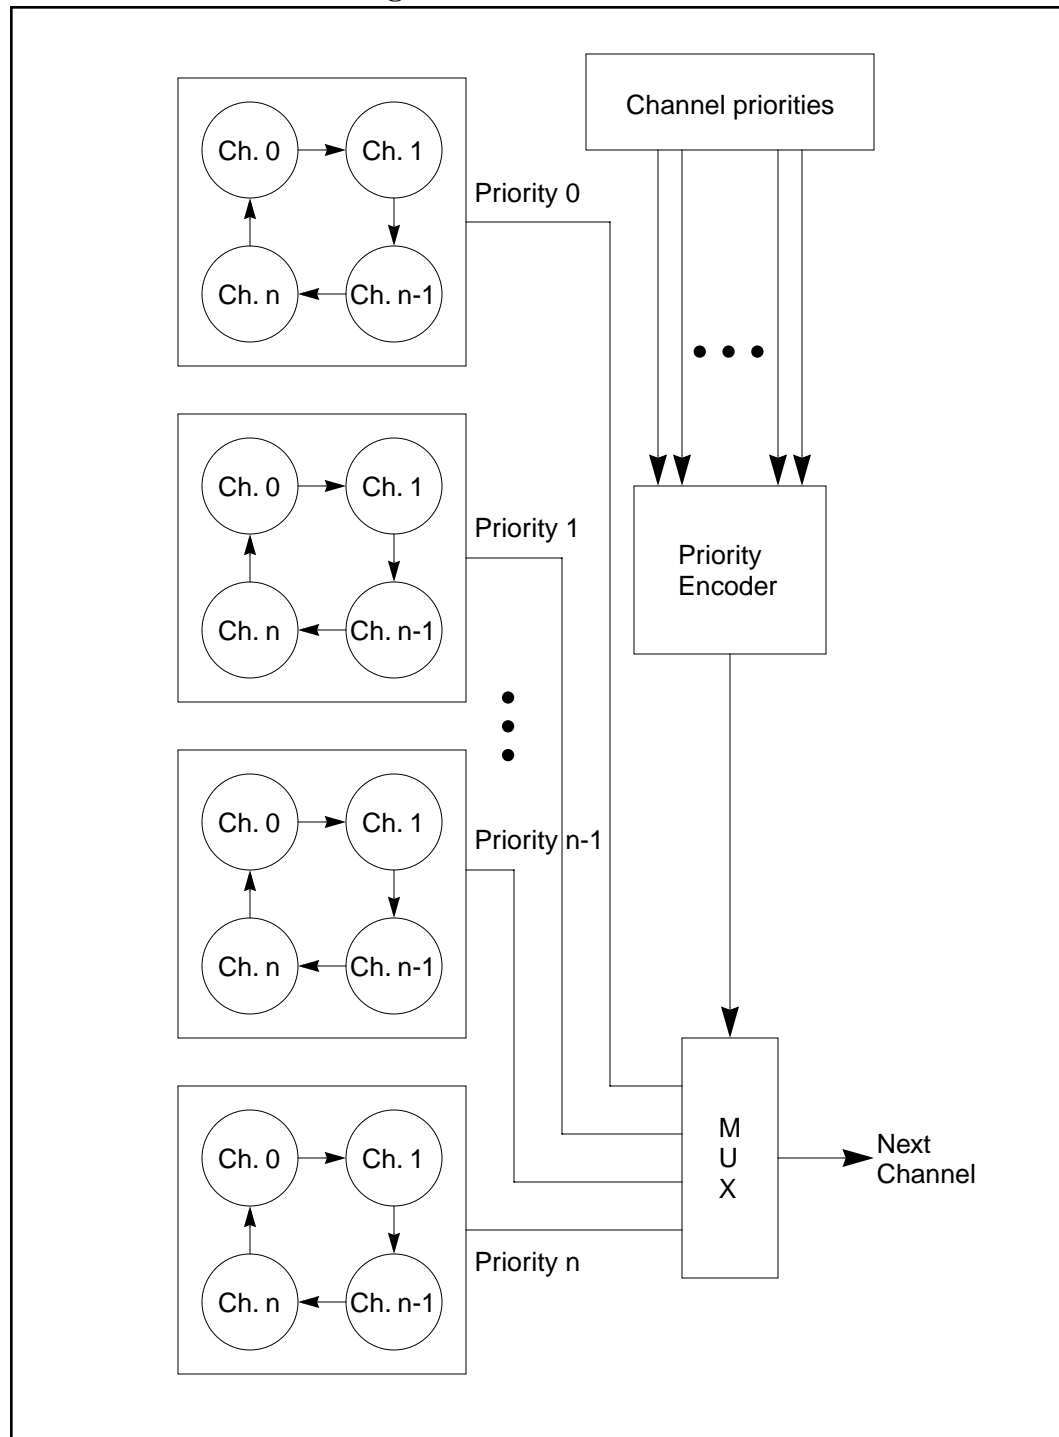 Channel priorities
Ch. 0
Ch. 1
Priority 0
Ch. n
Ch. n-1
Ch. 0
Ch. 1
Priority 1
Priority
Encoder
Ch. n
Ch. n-1
Ch. 0
Ch. 1
Priority n-1
Ch. n
Ch. n-1
M
U
X
Next
Channel
Ch. 0
Ch. 1
Priority n
Ch. n
Ch. n-1